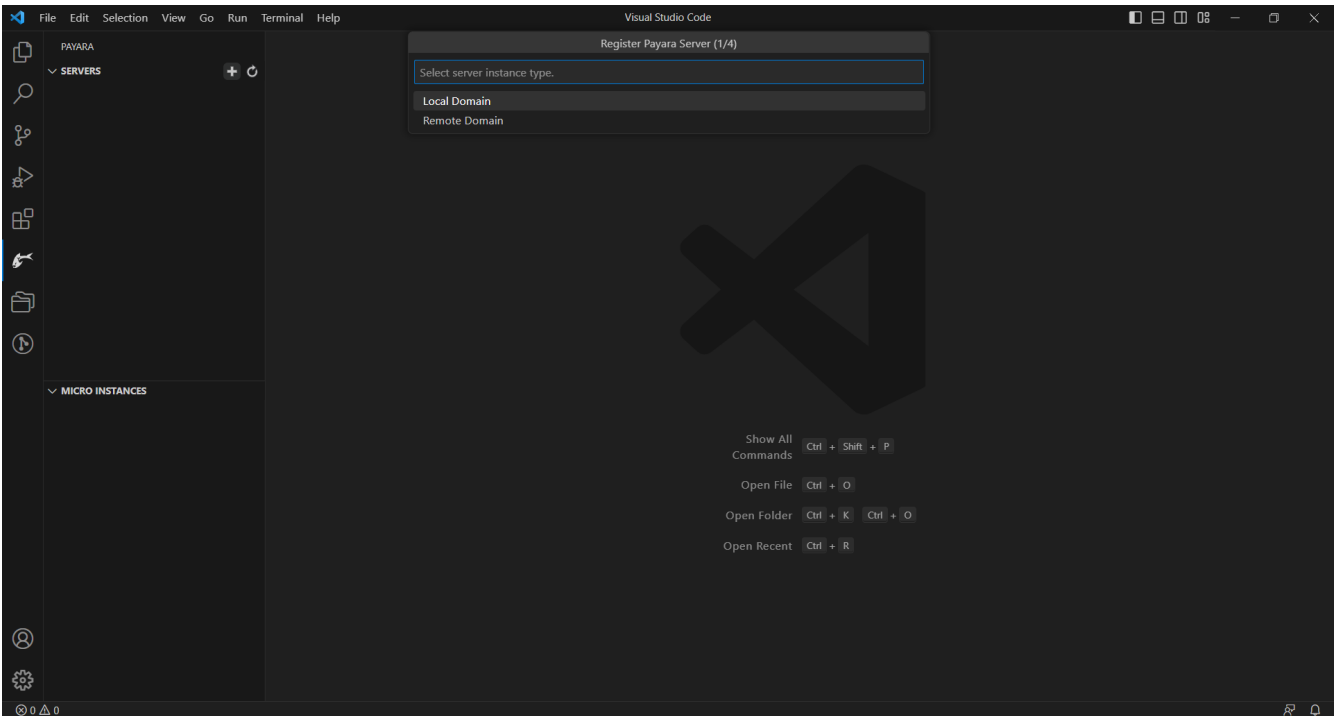 File Edit Selection View Go Run Terminal Help
Visual Studio Code
PAYARA
SERVERS
Register Payara Server (1/4)
Select server instance type.
Local Domain
Remote Domain
MICRO INSTANCES
Show All Commands Ctrl + Shift + P
Open File Ctrl + O
Open Folder Ctrl + K Ctrl + O
Open Recent Ctrl + R
0 0